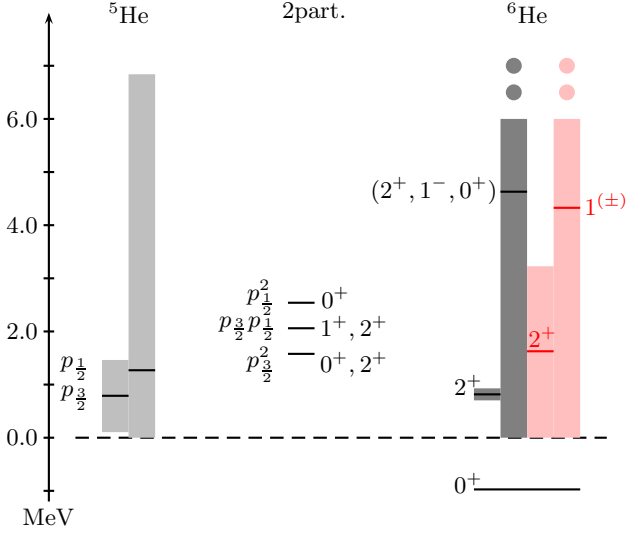 ⁵He 2part. ⁶He
6.0
(2⁺, 1⁻, 0⁺) 1⁽±⁾
4.0
p²₁⁄₂ 0⁺
p₃⁄₂p₁⁄₂ 1⁺, 2⁺
2.0
2⁺
p²₃⁄₂ 0⁺, 2⁺
p₁⁄₂
p₃⁄₂ 2⁺
0.0
0⁺
MeV